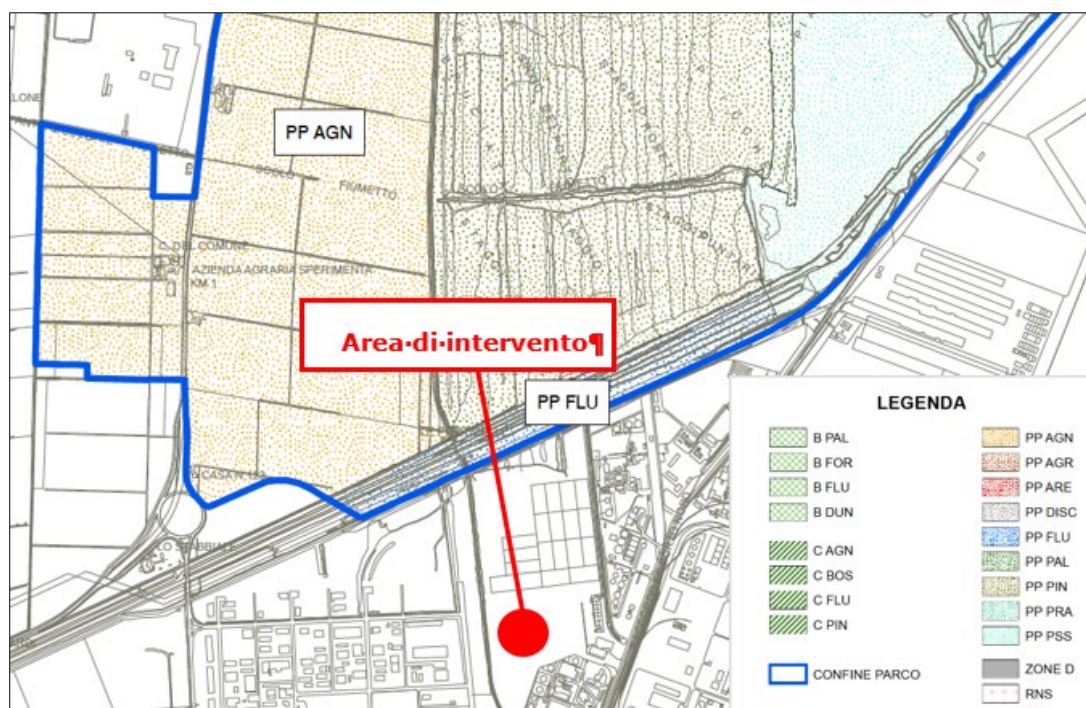 PP AGN
SCOLO
FIUMETTO
C. DEL COMUNE
AZIENDA AGRARIA SPERIMENTA
KM.1
Area·di·intervento¶
PP FLU
LEGENDA
B PAL
B FOR
B FLU
B DUN
C AGN
C BOS
C FLU
C PIN
CONFINE PARCO
PP AGN
PP AGR
PP ARE
PP DISC
PP FLU
PP PAL
PP PIN
PP PRA
PP PSS
ZONE D
RNS